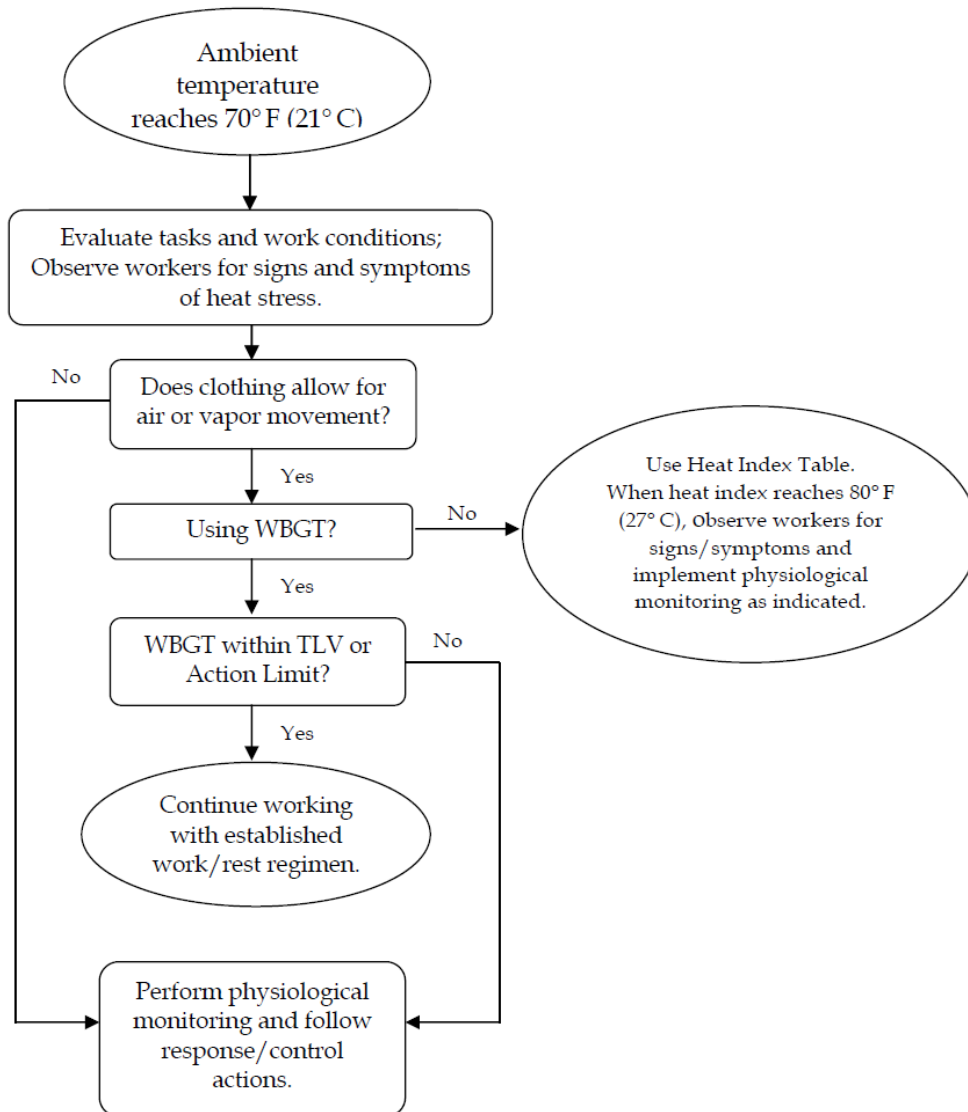 Ambient
temperature
reaches 70° F (21° C)
Evaluate tasks and work conditions;
Observe workers for signs and symptoms
of heat stress.
No
Does clothing allow for
air or vapor movement?
Yes
Using WBGT?
No
Use Heat Index Table.
When heat index reaches 80° F
(27° C), Observe workers for
signs/symptoms and
implement physiological
monitoring as indicated.
Yes
WBGT within TLV or
Action Limit?
No
Yes
Continue working
with established
work/rest regimen.
Perform physiological
monitoring and follow
response/control
actions.